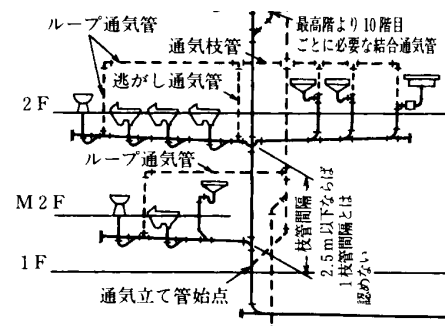 ループ通気管
最高階より10階目
ごとに必要な結合通気管
通気枝管
逃がし通気管
2F
ループ通気管
M2F
枝管間隔
2.5m以下ならば
1枝管間隔とは
認めない
1F
通気立て管始点